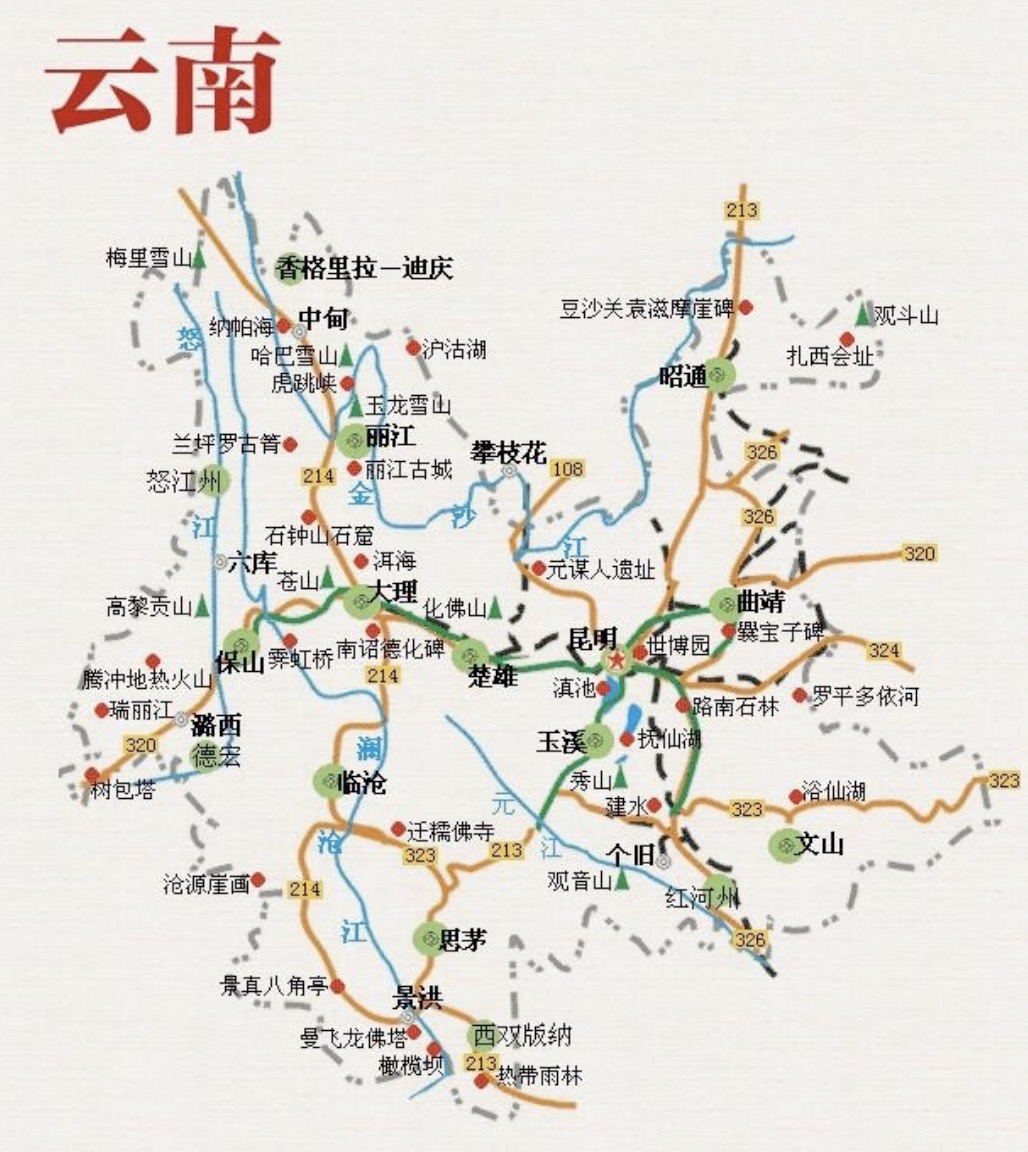 云南
213
梅里雪山
香格里拉－迪庆
豆沙关袁滋摩崖碑
观斗山
纳帕海
中甸
怒
哈巴雪山
沪沽湖
扎西会址
虎跳峡
昭通
玉龙雪山
丽江
兰坪罗古箐
攀枝花
326
丽江古城
108
怒江州
214
金
沙
326
江
石钟山石窟
江
320
六库
洱海
元谋人遗址
苍山
大理
高黎贡山
化佛山
曲靖
爨宝子碑
昆明
世博园
南诏德化碑
324
保山
霁虹桥
楚雄
腾冲地热火山
214
滇池
罗平多依河
瑞丽江
路南石林
潞西
320
玉溪
抚仙湖
澜
德宏
树包塔
临沧
秀山
323
浴仙湖
元
建水
323
迁糯佛寺
沧
文山
323
213
江
个旧
沧源崖画
214
观音山
红河州
江
思茅
326
景真八角亭
景洪
曼飞龙佛塔
西双版纳
橄榄坝
213
热带雨林